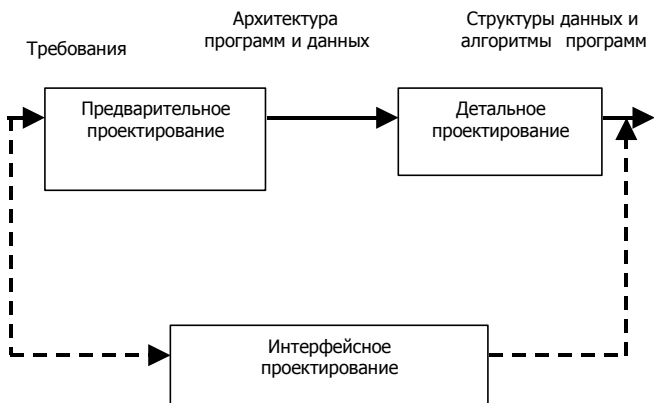 Требования
Архитектура
программ и данных
Структуры данных и
алгоритмы программ
Предварительное
проектирование
Детальное
проектирование
Интерфейсное
проектирование